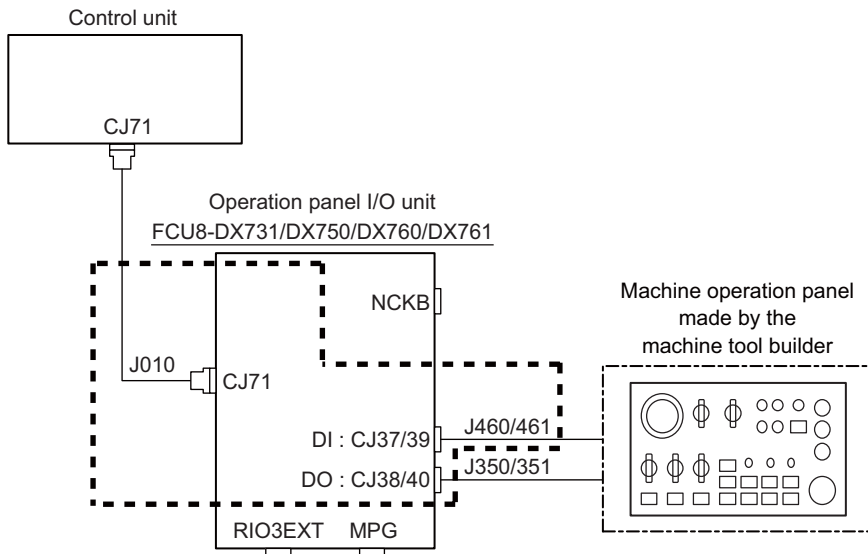 Control unit
CJ71
Operation panel I/O unit
FCU8-DX731/DX750/DX760/DX761
NCKB
Machine operation panel
made by the
machine tool builder
J010
CJ71
DI : CJ37/39
J460/461
DO : CJ38/40
J350/351
RIO3EXT
MPG